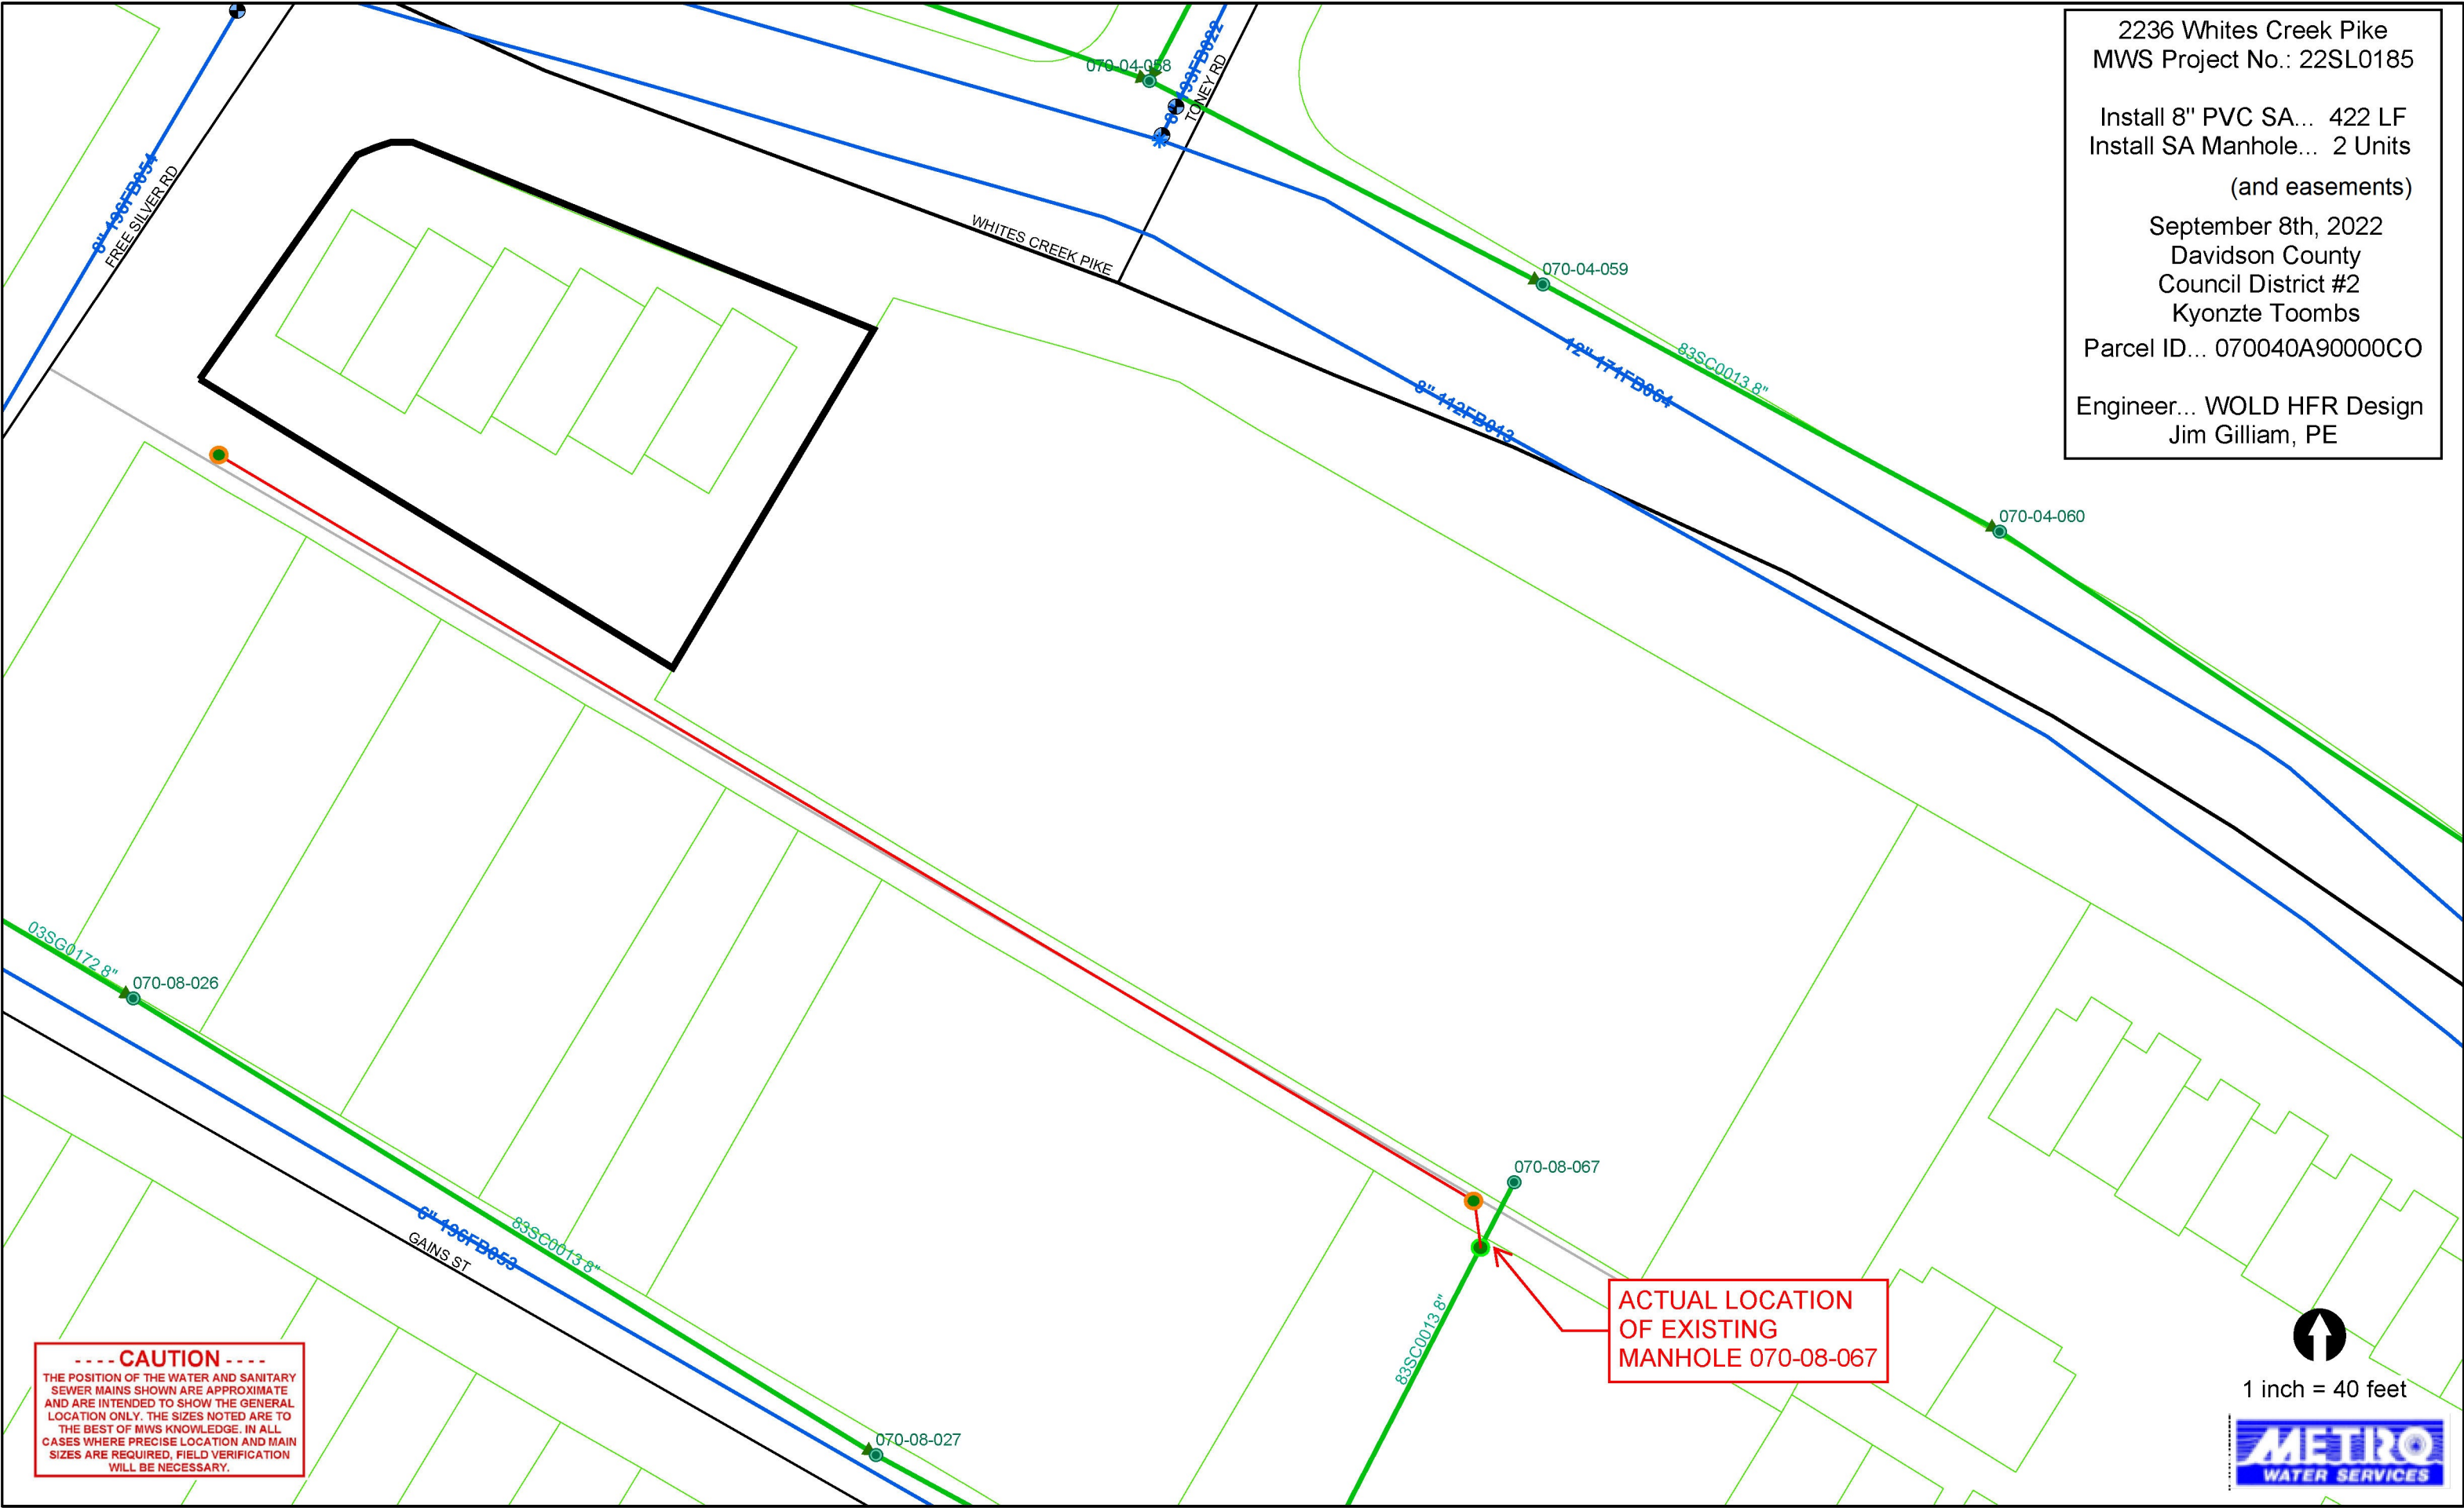 2236 Whites Creek Pike
MWS Project No.: 22SL0185
Install 8" PVC SA... 422 LF
Install SA Manhole... 2 Units
(and easements)
September 8th, 2022
Davidson County
Council District #2
Kyonzte Toombs
Parcel ID... 070040A90000CO
Engineer... WOLD HFR Design
Jim Gilliam, PE
070-04-058
TONEY RD
8" 196FB054
FREE SILVER RD
WHITES CREEK PIKE
070-04-059
83SC0013 8"
12" 171FB064
8" 112FB013
070-04-060
03SG0172 8"
070-08-026
6" 196FB053
GAINS ST
83SC0013 8"
070-08-027
070-08-067
83SC0013 8"
ACTUAL LOCATION
OF EXISTING
MANHOLE 070-08-067
- - - - CAUTION - - - -
THE POSITION OF THE WATER AND SANITARY
SEWER MAINS SHOWN ARE APPROXIMATE
AND ARE INTENDED TO SHOW THE GENERAL
LOCATION ONLY. THE SIZES NOTED ARE TO
THE BEST OF MWS KNOWLEDGE. IN ALL
CASES WHERE PRECISE LOCATION AND MAIN
SIZES ARE REQUIRED, FIELD VERIFICATION
WILL BE NECESSARY.
1 inch = 40 feet
METRO
WATER SERVICES